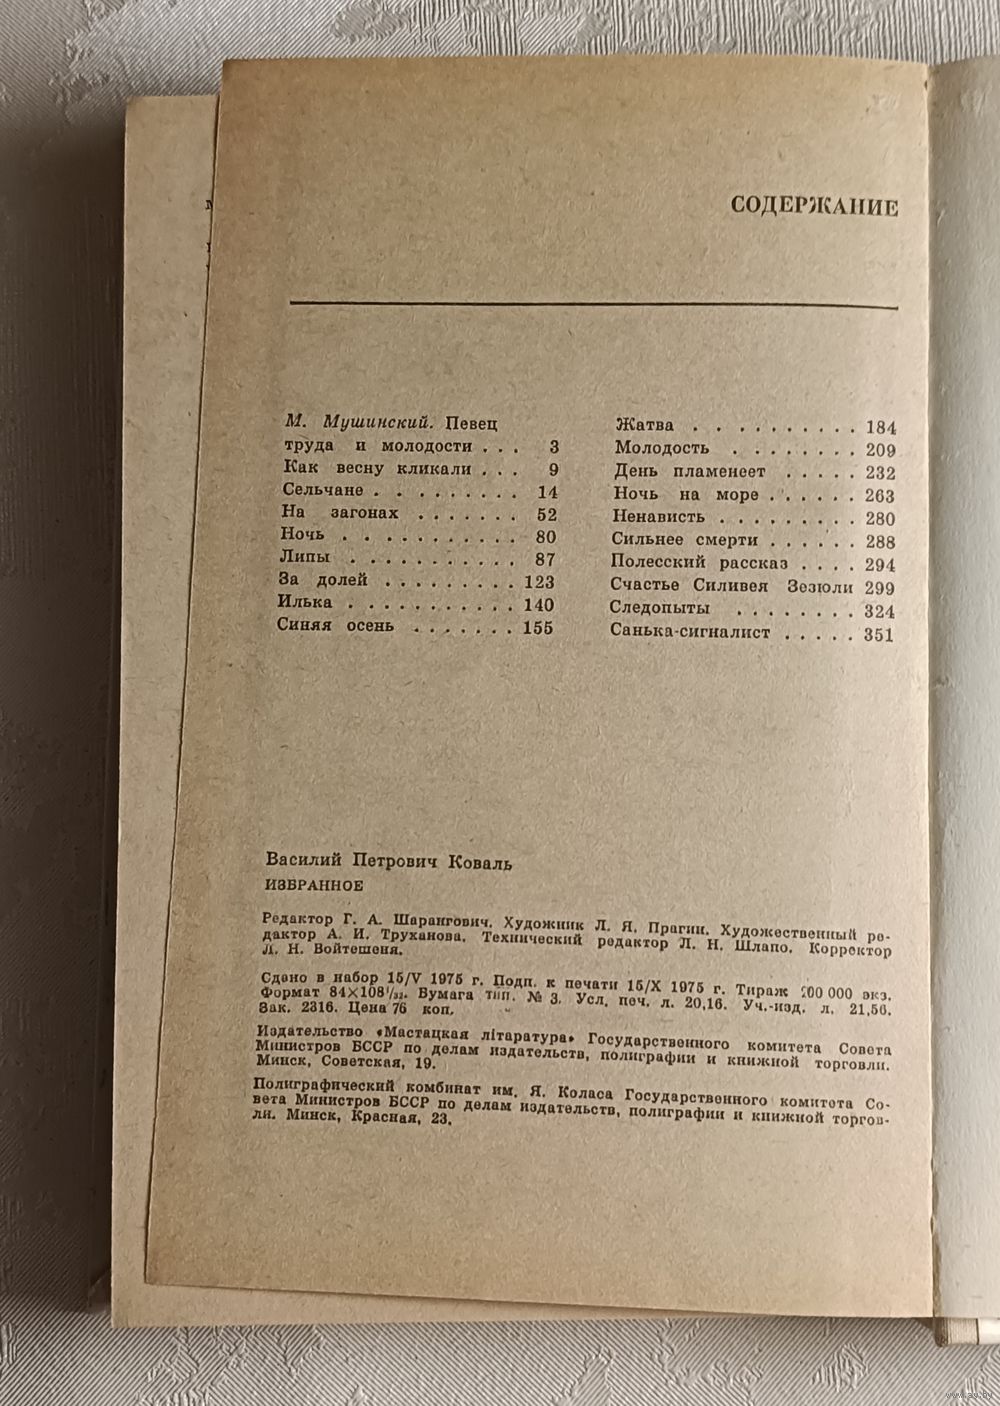 СОДЕРЖАНИЕ
М. Мушинский. Певец
труда и молодости . . . 3
Как весну кликали . . . 9
Сельчане . . . . . . . . . 14
На загонах . . . . . . . 52
Ночь . . . . . . . . . . . 80
Липы . . . . . . . . . . . 87
За долей . . . . . . . . . 123
Илька . . . . . . . . . . . 140
Синяя осень . . . . . . . 155
Жатва . . . . . . . . . . 184
Молодость . . . . . . . . 209
День пламенеет . . . . . 232
Ночь на море . . . . . . 263
Ненависть . . . . . . . . . 280
Сильнее смерти . . . . . . 288
Полесский рассказ . . . . 294
Счастье Силивея Зозюли 299
Следопыты . . . . . . . . 324
Санька-сигналист . . . . . 351
Василий Петрович Коваль
ИЗБРАННОЕ
Редактор Г. А. Шарангович. Художник Л. Я. Прагин. Художественный ре-
дактор А. И. Труханова. Технический редактор Л. Н. Шлапо. Корректор
Л. Н. Войтешеня.
Сдано в набор 15/V 1975 г. Подп. к печати 15/X 1975 г. Тираж 200 000 экз.
Формат 84×108¹/₃₂. Бумага тип. № 3. Усл. печ. л. 20,16. Уч.-изд. л. 21,56.
Зак. 2316. Цена 76 коп.
Издательство «Мастацкая літаратура» Государственного комитета Совета
Министров БССР по делам издательств, полиграфии и книжной торговли.
Минск, Советская, 19.
Полиграфический комбинат им. Я. Коласа Государственного комитета Со-
вета Министров БССР по делам издательств, полиграфии и книжной торгов-
ли. Минск, Красная, 23.
www.ay.by